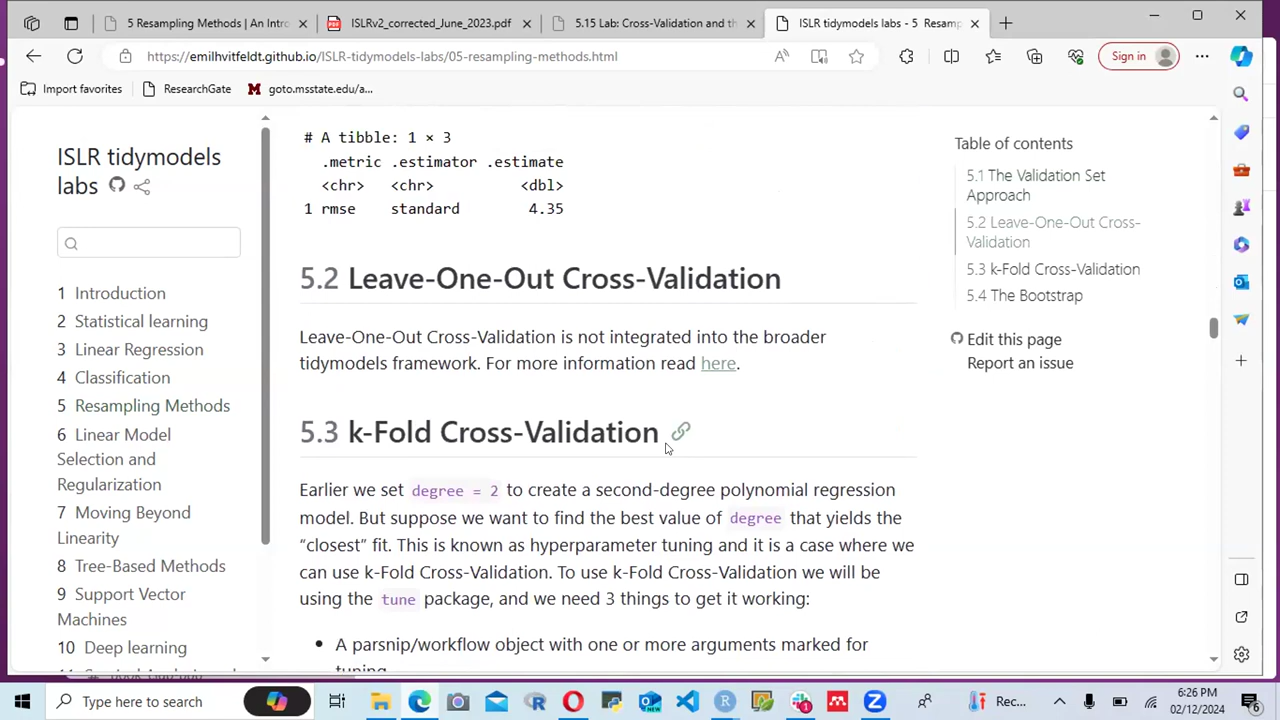 5 Resampling Methods | An Intro
ISLRv2_corrected_June_2023.pdf
5.15 Lab: Cross-Validation and th
ISLR tidymodels labs - 5 Resamp
https://emilhvitfeldt.github.io/ISLR-tidymodels-labs/05-resampling-methods.html
Sign in
Import favorites
ResearchGate
goto.msstate.edu/a...
ISLR tidymodels
labs
1 Introduction
2 Statistical learning
3 Linear Regression
4 Classification
5 Resampling Methods
6 Linear Model
Selection and
Regularization
7 Moving Beyond
Linearity
8 Tree-Based Methods
9 Support Vector
Machines
10 Deep learning
# A tibble: 1 × 3
.metric .estimator .estimate
<chr> <chr> <dbl>
1 rmse standard 4.35
5.2 Leave-One-Out Cross-Validation
Leave-One-Out Cross-Validation is not integrated into the broader
tidymodels framework. For more information read here.
5.3 k-Fold Cross-Validation
Earlier we set degree = 2 to create a second-degree polynomial regression
model. But suppose we want to find the best value of degree that yields the
“closest” fit. This is known as hyperparameter tuning and it is a case where we
can use k-Fold Cross-Validation. To use k-Fold Cross-Validation we will be
using the tune package, and we need 3 things to get it working:
• A parsnip/workflow object with one or more arguments marked for
tuning
Table of contents
5.1 The Validation Set
Approach
5.2 Leave-One-Out Cross-
Validation
5.3 k-Fold Cross-Validation
5.4 The Bootstrap
Edit this page
Report an issue
Type here to search
Rec...
6:26 PM
02/12/2024